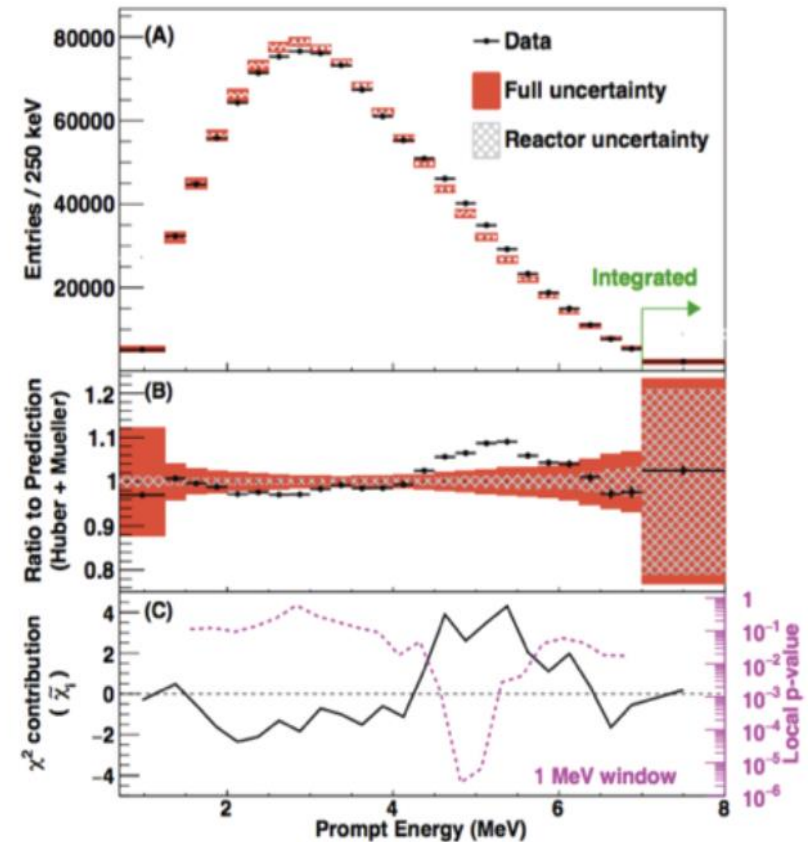 (A)
Data
Full uncertainty
Reactor uncertainty
Integrated
Entries / 250 keV
80000
60000
40000
20000
(B)
Ratio to Prediction
(Huber + Mueller)
1.2
1.1
1
0.9
0.8
(C)
χ² contribution
( χ̃ᵢ )
4
2
0
−2
−4
1 MeV window
1
10⁻¹
10⁻²
10⁻³
10⁻⁴
10⁻⁵
10⁻⁶
Local p-value
2 4 6 8
Prompt Energy (MeV)